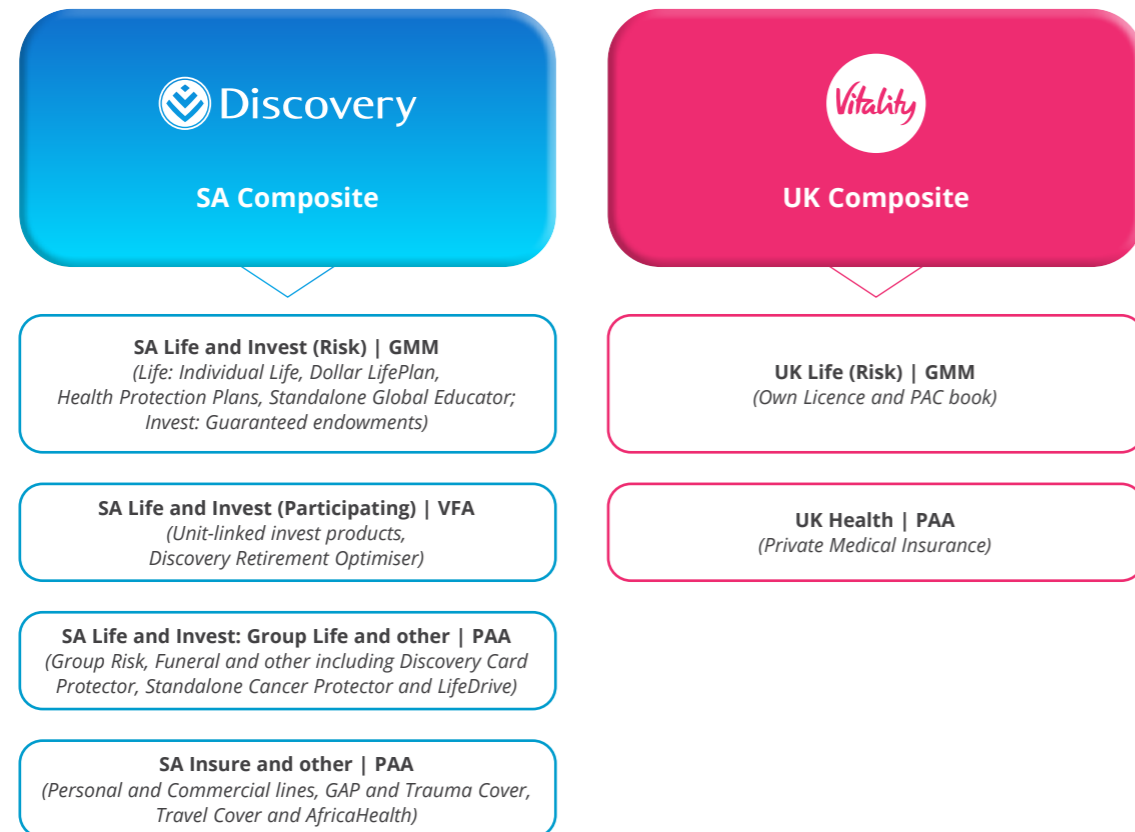 Discovery
SA Composite
SA Life and Invest (Risk) | GMM
(Life: Individual Life, Dollar LifePlan,
Health Protection Plans, Standalone Global Educator;
Invest: Guaranteed endowments)
SA Life and Invest (Participating) | VFA
(Unit-linked invest products,
Discovery Retirement Optimiser)
SA Life and Invest: Group Life and other | PAA
(Group Risk, Funeral and other including Discovery Card
Protector, Standalone Cancer Protector and LifeDrive)
SA Insure and other | PAA
(Personal and Commercial lines, GAP and Trauma Cover,
Travel Cover and AfricaHealth)
Vitality
UK Composite
UK Life (Risk) | GMM
(Own Licence and PAC book)
UK Health | PAA
(Private Medical Insurance)